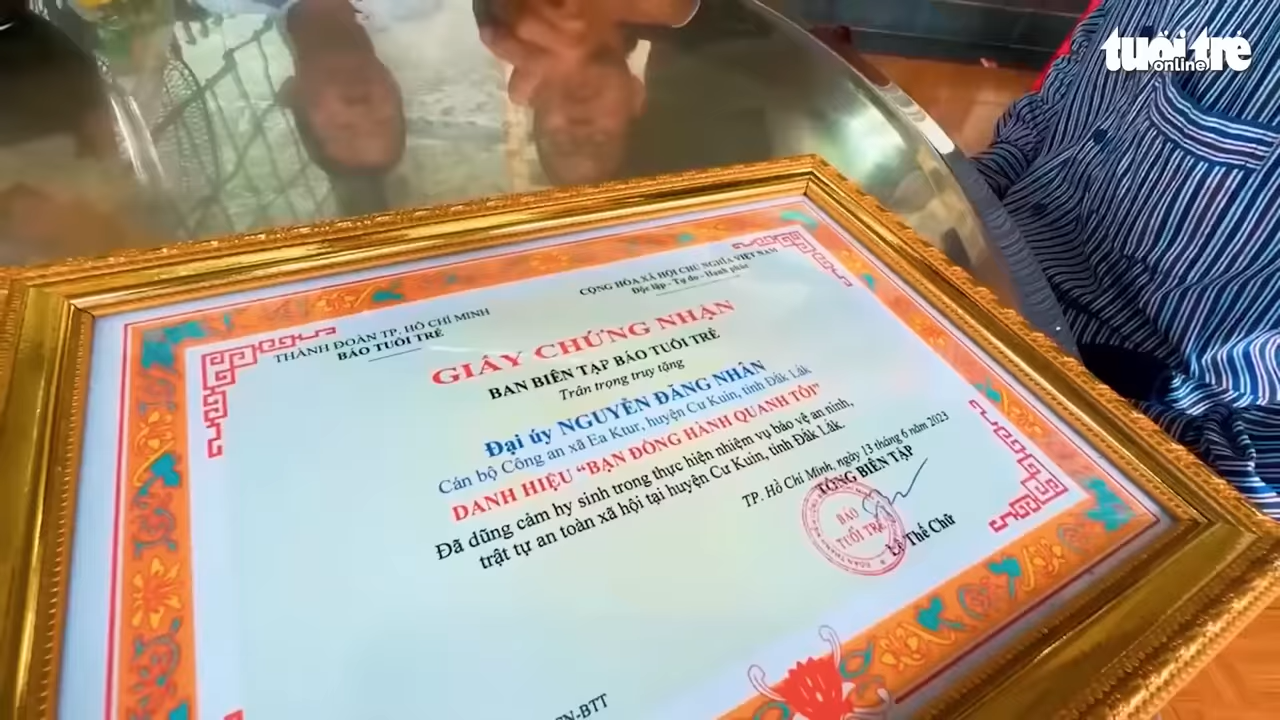 tuổi trẻ
online
CỘNG HÒA XÃ HỘI CHỦ NGHĨA VIỆT NAM
Độc lập - Tự do - Hạnh phúc
THÀNH ĐOÀN TP. HỒ CHÍ MINH
BÁO TUỔI TRẺ
GIẤY CHỨNG NHẬN
BAN BIÊN TẬP BÁO TUỔI TRẺ
Trân trọng truy tặng
Đại úy NGUYỄN ĐĂNG NHÂN
Cán bộ Công an xã Ea Ktur, huyện Cư Kuin, tỉnh Đắk Lắk
DANH HIỆU “BẠN ĐỒNG HÀNH QUANH TÔI”
Đã dũng cảm hy sinh trong thực hiện nhiệm vụ bảo vệ an ninh,
trật tự an toàn xã hội tại huyện Cư Kuin, tỉnh Đắk Lắk.
TP. Hồ Chí Minh, ngày 13 tháng 6 năm 2023
TỔNG BIÊN TẬP
BÁO
TUỔI TRẺ
Lê Thế Chữ
-BTT